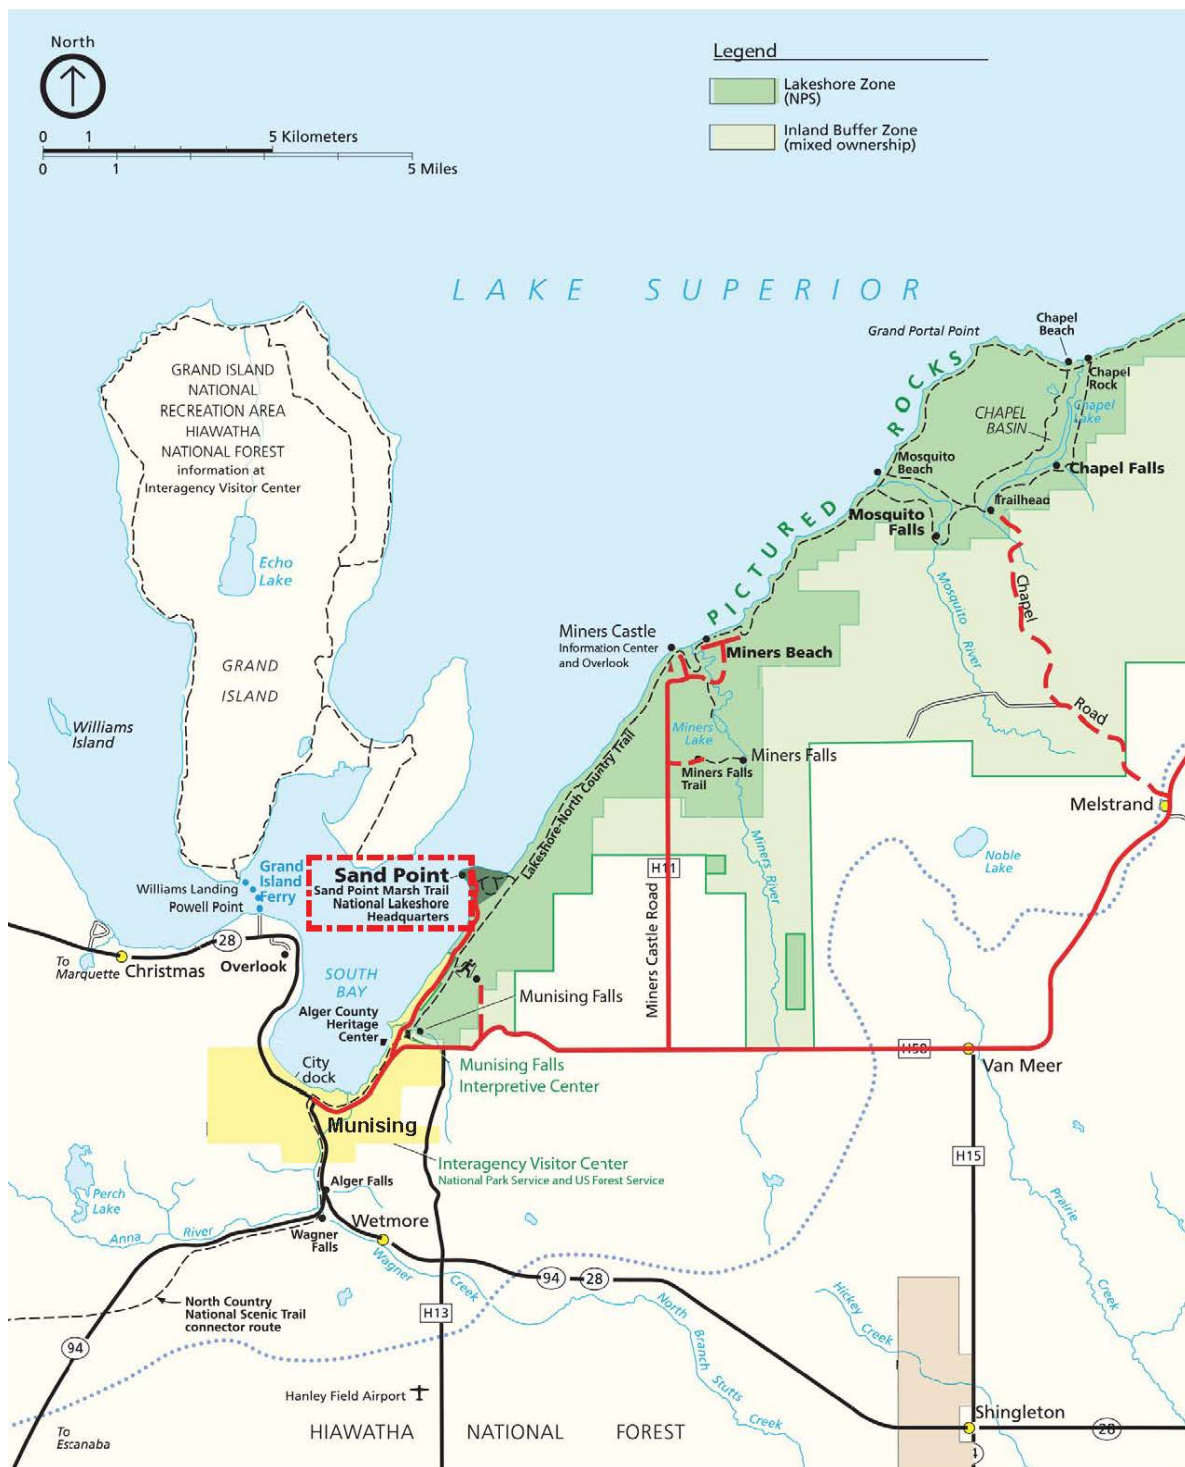 North
0 1 5 Kilometers
0 1 5 Miles
Legend
Lakeshore Zone
(NPS)
Inland Buffer Zone
(mixed ownership)
LAKE SUPERIOR
Grand Portal Point
Chapel
Beach
Chapel
Rock
Chapel
Lake
CHAPEL
BASIN
Chapel Falls
PICTURED ROCKS
Mosquito
Beach
Trailhead
Mosquito
Falls
Mosquito
River
Chapel
Road
GRAND ISLAND
NATIONAL
RECREATION AREA
HIAWATHA
NATIONAL FOREST
information at
Interagency Visitor Center
Echo
Lake
GRAND
ISLAND
Williams
Island
Miners Castle
Information Center
and Overlook
Miners Beach
Miners
Lake
Miners Falls
Miners Falls
Trail
Lakeshore-North Country Trail
Miners River
Melstrand
Noble
Lake
H11
Miners Castle Road
Sand Point
Sand Point Marsh Trail
National Lakeshore
Headquarters
Grand
Island
Ferry
Williams Landing
Powell Point
28
To
Marquette
Christmas
Overlook
SOUTH
BAY
Alger County
Heritage
Center
Munising Falls
City
dock
Munising Falls
Interpretive Center
H58
Van Meer
Munising
Interagency Visitor Center
National Park Service and US Forest Service
H15
Perch
Lake
Anna River
Alger Falls
Wagner
Falls
Wetmore
Wagner
Creek
94 28
Prairie
Creek
Hickey
Creek
North
Branch
Stutts
Creek
North Country
National Scenic Trail
connector route
H13
94
Hanley Field Airport
To
Escanaba
HIAWATHA NATIONAL FOREST
Shingleton
28